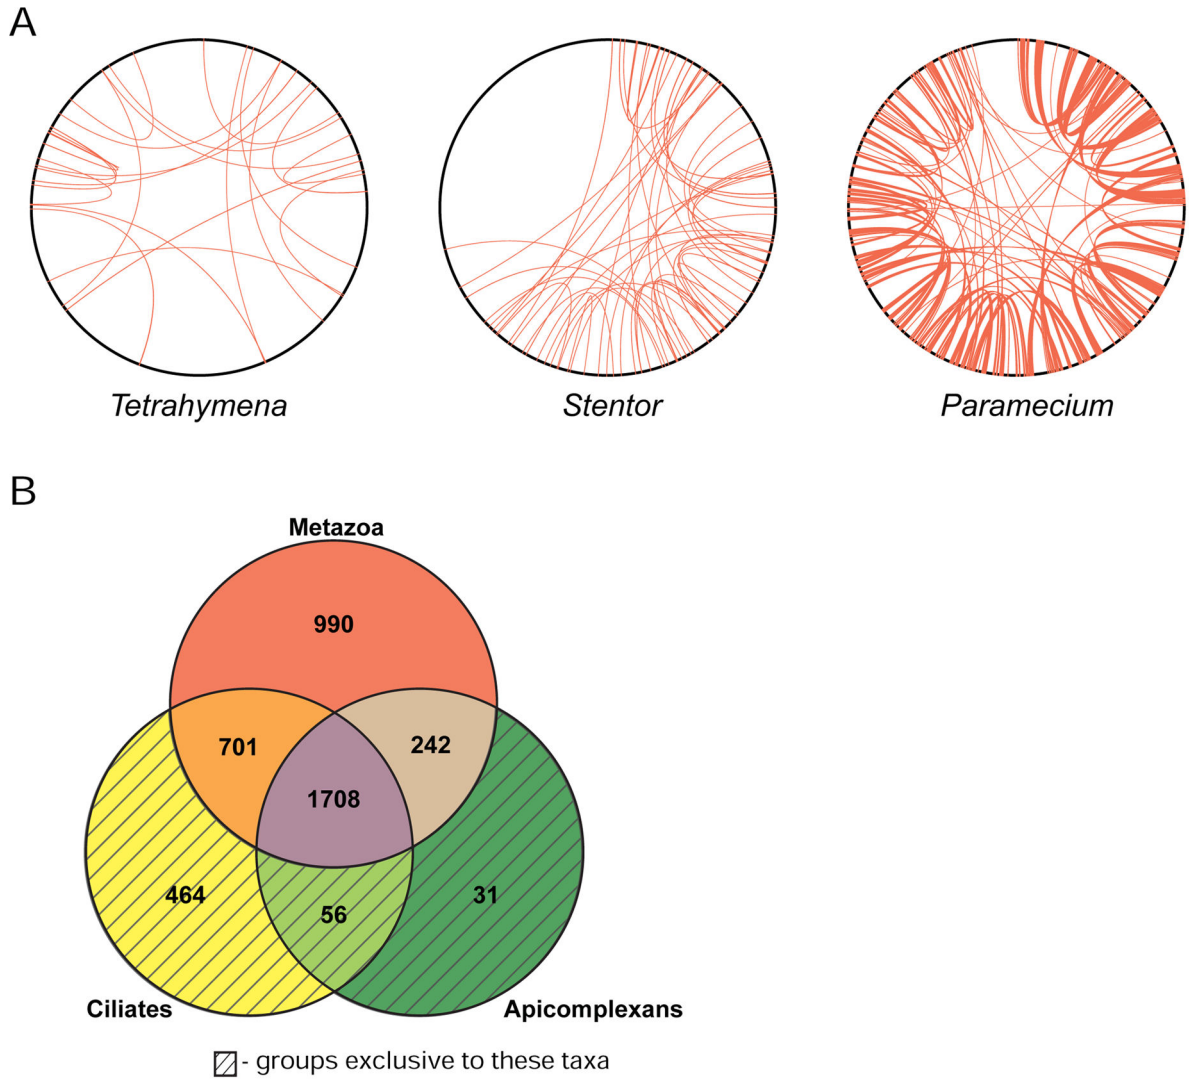 A
Tetrahymena
Stentor
Paramecium
B
Metazoa
990
701
242
1708
464
56
31
Ciliates
Apicomplexans
- groups exclusive to these taxa